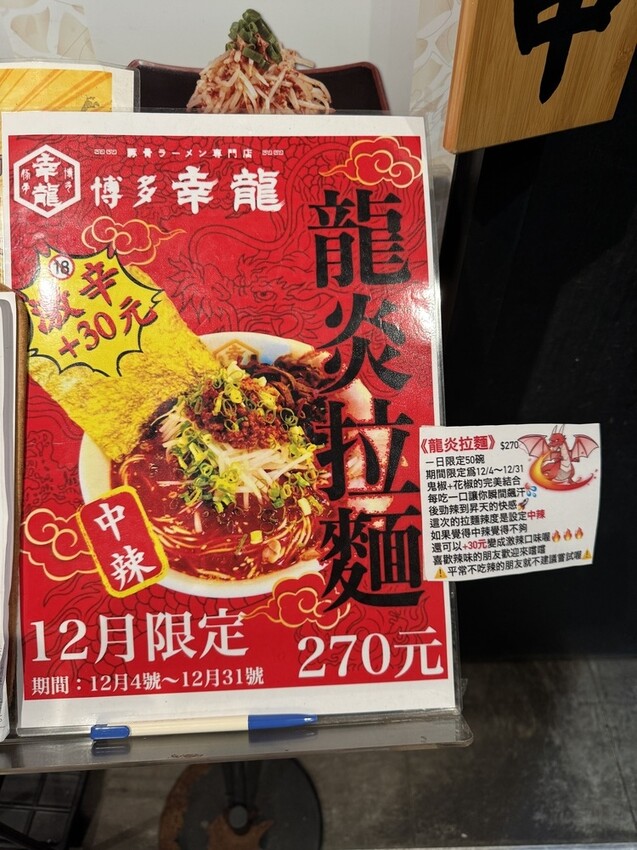 豚骨ラーメン専門店
幸龍
博多
豚骨
博多 幸龍
龍炎拉麵
18
激辛
+30元
中辣
12月限定
期間：12月4號～12月31號
270元
《龍炎拉麵》 $270
一日限定50碗
期間限定爲12/4～12/31
鬼椒+花椒的完美結合
每吃一口讓你瞬間飆汗💦
後勁辣到昇天的快感🚀
這次的拉麵辣度是設定中辣
如果覺得中辣覺得不夠
還可以+30元變成激辣口味喔🔥🔥🔥
喜歡辣味的朋友歡迎來嚐嚐
⚠️平常不吃辣的朋友就不建議嘗試喔⚠️